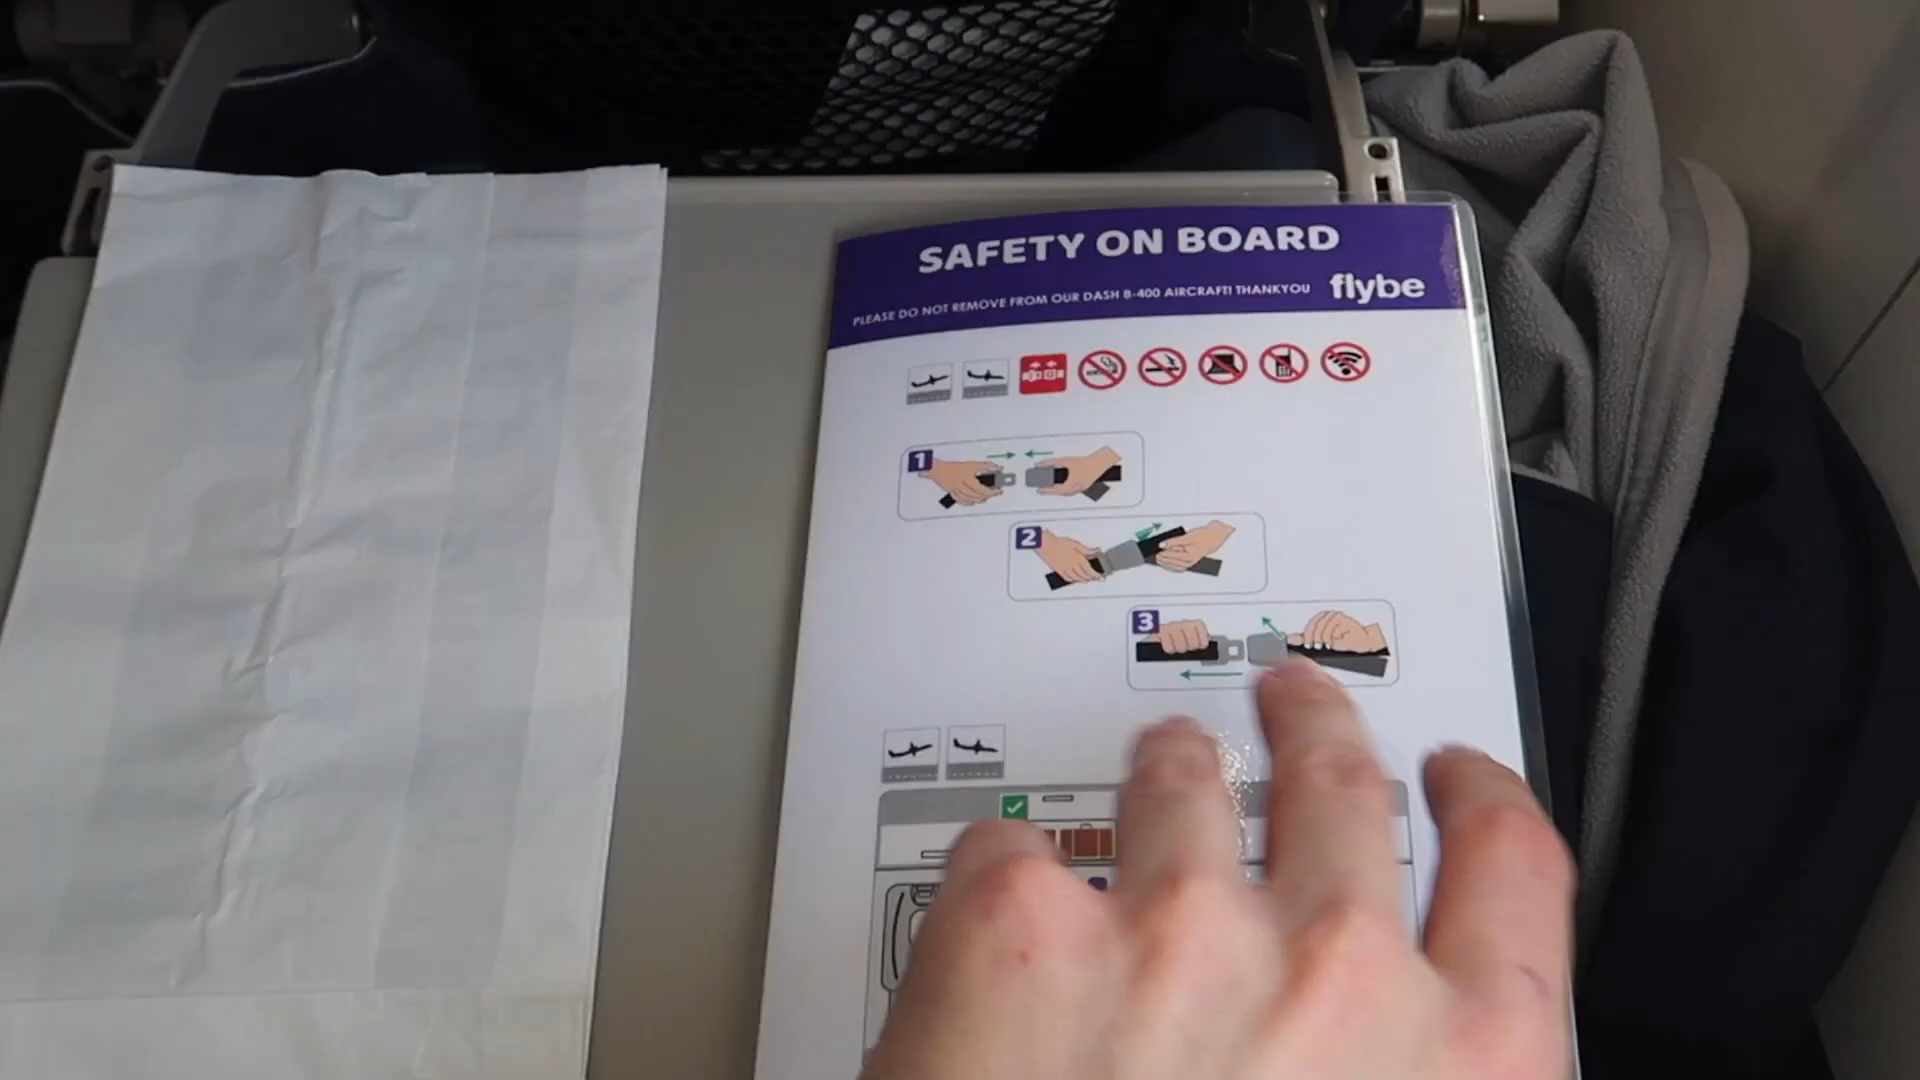 SAFETY ON BOARD
PLEASE DO NOT REMOVE FROM OUR DASH 8-400 AIRCRAFT! THANKYOU
flybe
1
2
3